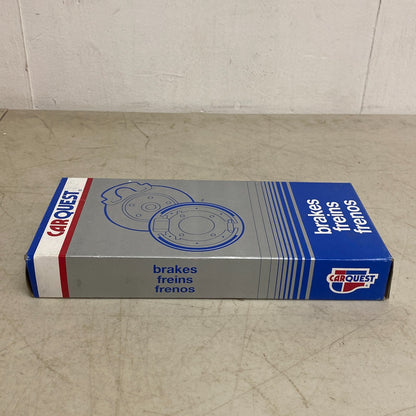 CARQUEST
brakes
freins
frenos
brakes
freins
frenos
CARQUEST